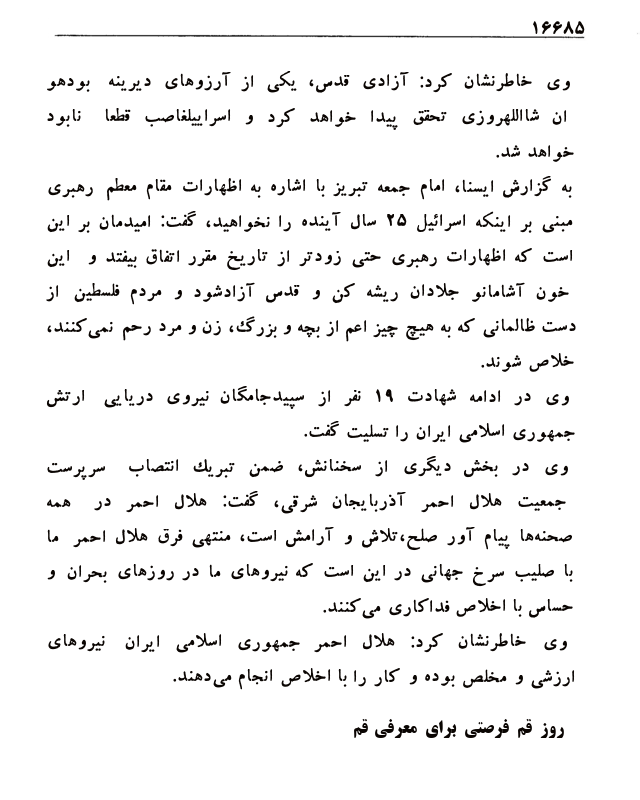 ۱۶۶۸۵
وی خاطرنشان کرد: آزادی قدس، یکی از آرزوهای دیرینه بودهو
ان شااللهروزی تحقق پیدا خواهد کرد و اسراییلغاصب قطعا نابود
خواهد شد.
به گزارش ایسنا، امام جمعه تبریز با اشاره به اظهارات مقام معطم رهبری
مبنی بر اینکه اسرائیل ۲۵ سال آینده را نخواهید، گفت: امیدمان بر این
است که اظهارات رهبری حتی زودتر از تاریخ مقرر اتفاق بیفتد و این
خون آشامانو جلادان ریشه کن و قدس آزادشود و مردم فلسطین از
دست ظالمانی که به هیچ چیز اعم از بچه و بزرگ، زن و مرد رحم نمی‌کنند،
خلاص شوند.
وی در ادامه شهادت ۱۹ نفر از سپیدجامگان نیروی دریایی ارتش
جمهوری اسلامی ایران را تسلیت گفت.
وی در بخش دیگری از سخنانش، ضمن تبریك انتصاب سرپرست
جمعیت هلال احمر آذربایجان شرقی، گفت: هلال احمر در همه
صحنه‌ها پیام آور صلح،تلاش و آرامش است، منتهی فرق هلال احمر ما
با صلیب سرخ جهانی در این است که نیروهای ما در روزهای بحران و
حساس با اخلاص فداکاری می‌کنند.
وی خاطرنشان کرد: هلال احمر جمهوری اسلامی ایران نیروهای
ارزشی و مخلص بوده و کار را با اخلاص انجام می‌دهند.
روز قم فرصتی برای معرفی قم